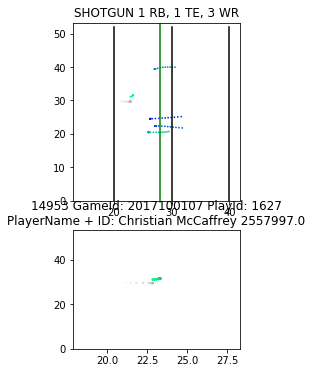 SHOTGUN 1 RB, 1 TE, 3 WR
50
40
30
20
10
0
20 30 40
14953 GameId: 2017100107 PlayId: 1627
PlayerName + ID: Christian McCaffrey 2557997.0
40
20
0
20.0 22.5 25.0 27.5